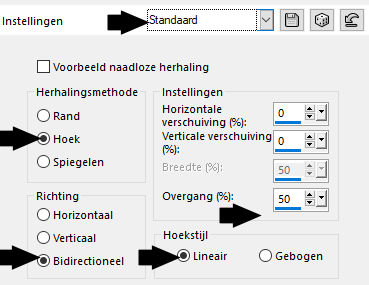 Instellingen Standaard
Voorbeeld naadloze herhaling
Herhalingsmethode
Rand
Hoek
Spiegelen
Richting
Horizontaal
Verticaal
Bidirectioneel
Instellingen
Horizontale verschuiving (%): 0
Verticale verschuiving (%): 0
Breedte (%): 50
Overgang (%): 50
Hoekstijl
Lineair Gebogen